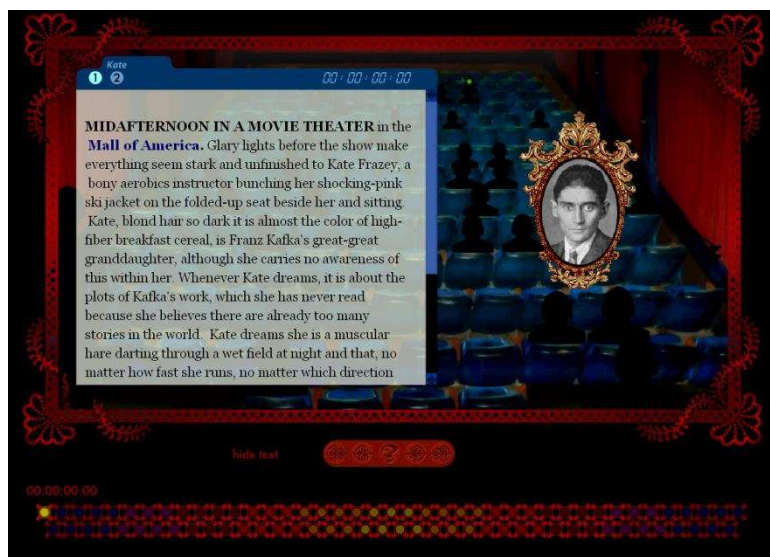 Kate
1 2
00:00:00:00
MIDAFTERNOON IN A MOVIE THEATER in the
Mall of America. Glary lights before the show make
everything seem stark and unfinished to Kate Frazey, a
bony aerobics instructor bunching her shocking-pink
ski jacket on the folded-up seat beside her and sitting.
Kate, blond hair so dark it is almost the color of high-
fiber breakfast cereal, is Franz Kafka's great-great
granddaughter, although she carries no awareness of
this within her. Whenever Kate dreams, it is about the
plots of Kafka's work, which she has never read
because she believes there are already too many
stories in the world. Kate dreams she is a muscular
hare darting through a wet field at night and that, no
matter how fast she runs, no matter which direction
hide text
?
00:00:00:00